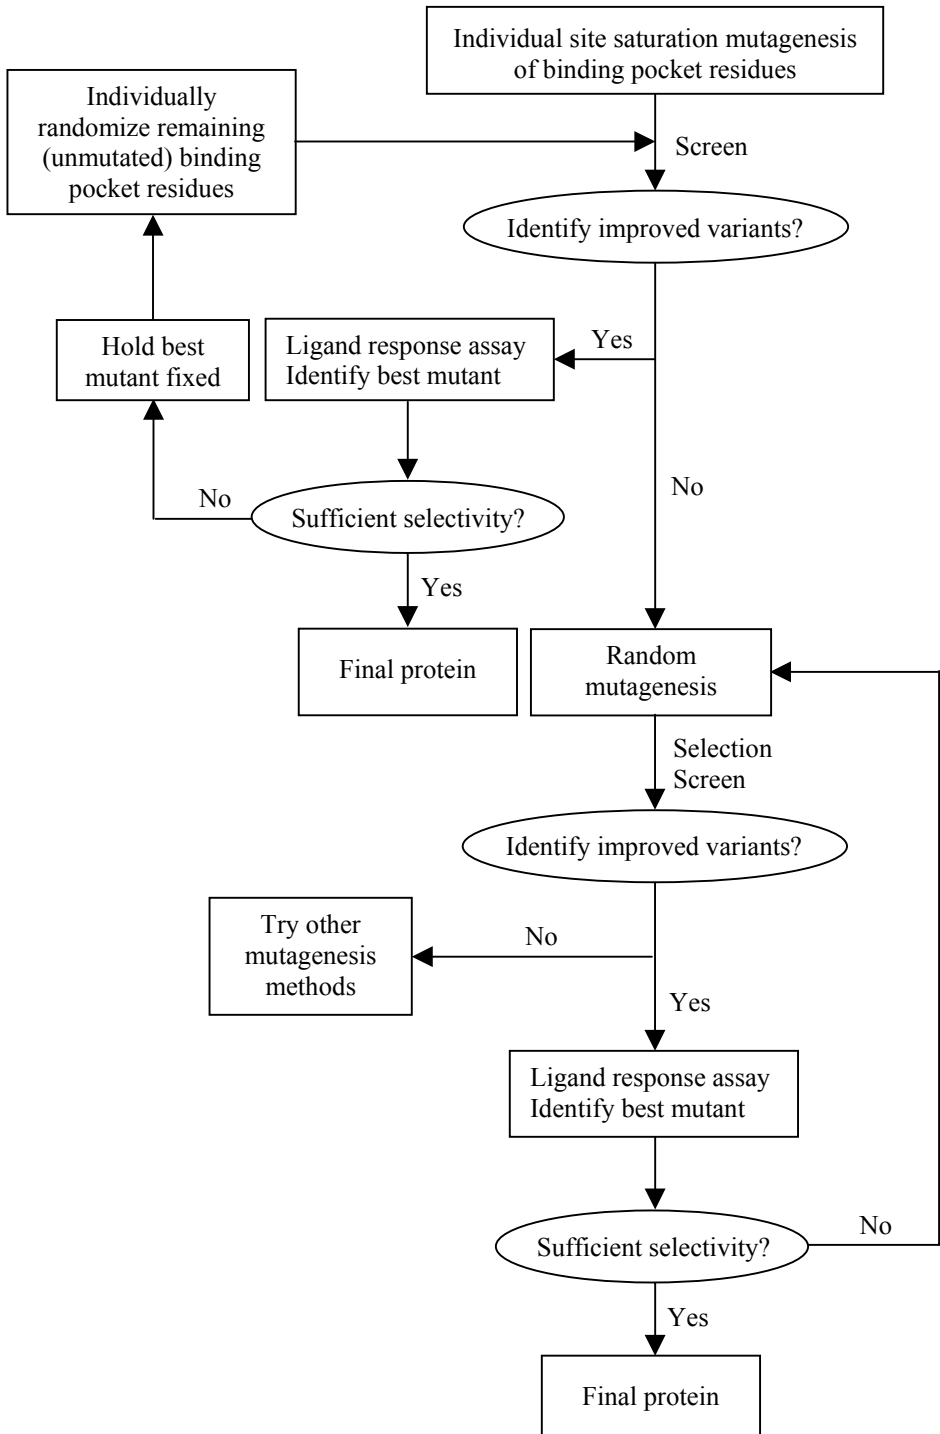 Individual site saturation mutagenesis
of binding pocket residues
Individually
randomize remaining
(unmutated) binding
pocket residues
Screen
Identify improved variants?
Hold best
mutant fixed
Ligand response assay
Identify best mutant
Yes
No
No
Sufficient selectivity?
Yes
Final protein
Random
mutagenesis
Selection
Screen
Identify improved variants?
Try other
mutagenesis
methods
No
Yes
Ligand response assay
Identify best mutant
Sufficient selectivity?
No
Yes
Final protein